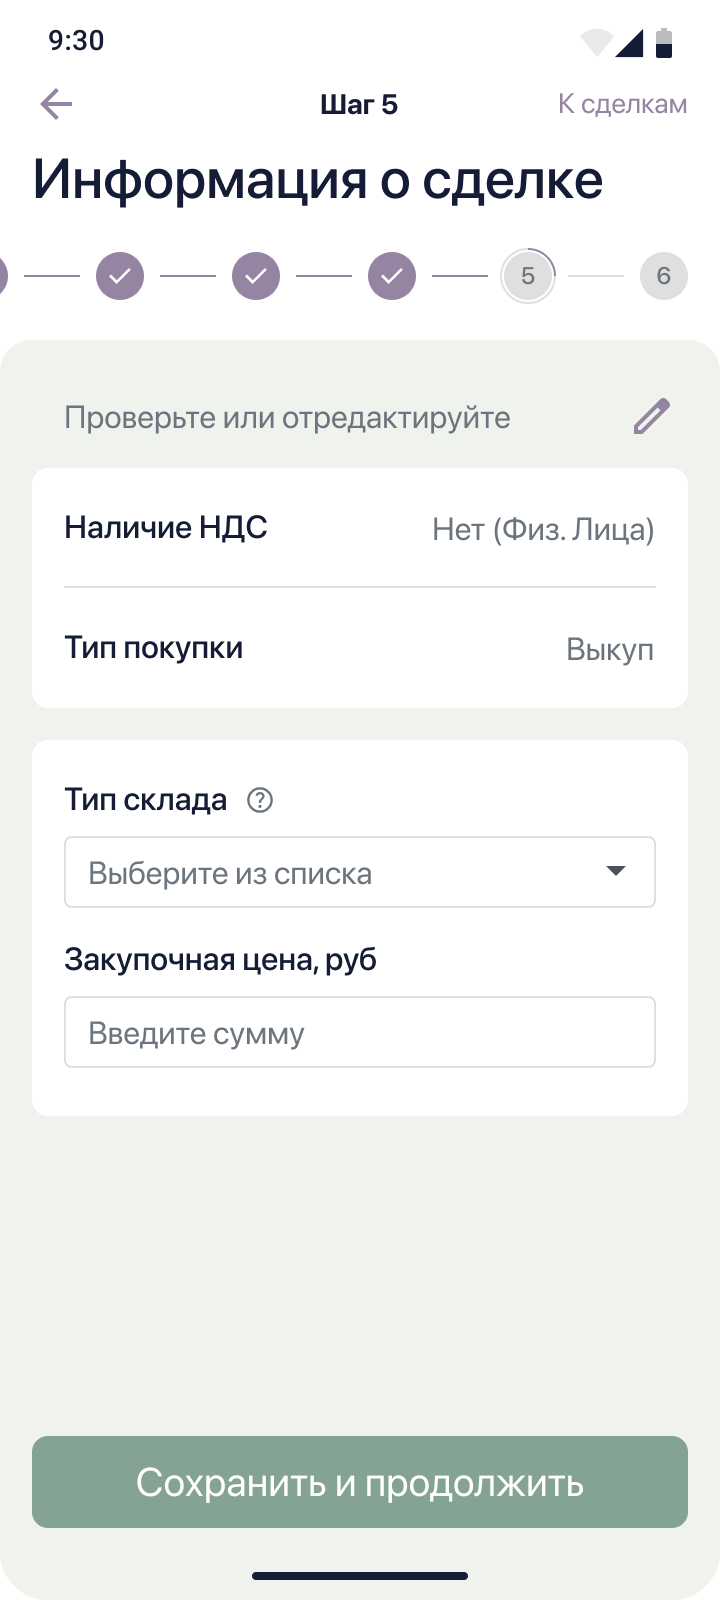 9:30
Шаг 5
К сделкам
Информация о сделке
5
6
Проверьте или отредактируйте
Наличие НДС
Нет (Физ. Лица)
Тип покупки
Выкуп
Тип склада ?
Выберите из списка
Закупочная цена, руб
Введите сумму
Сохранить и продолжить